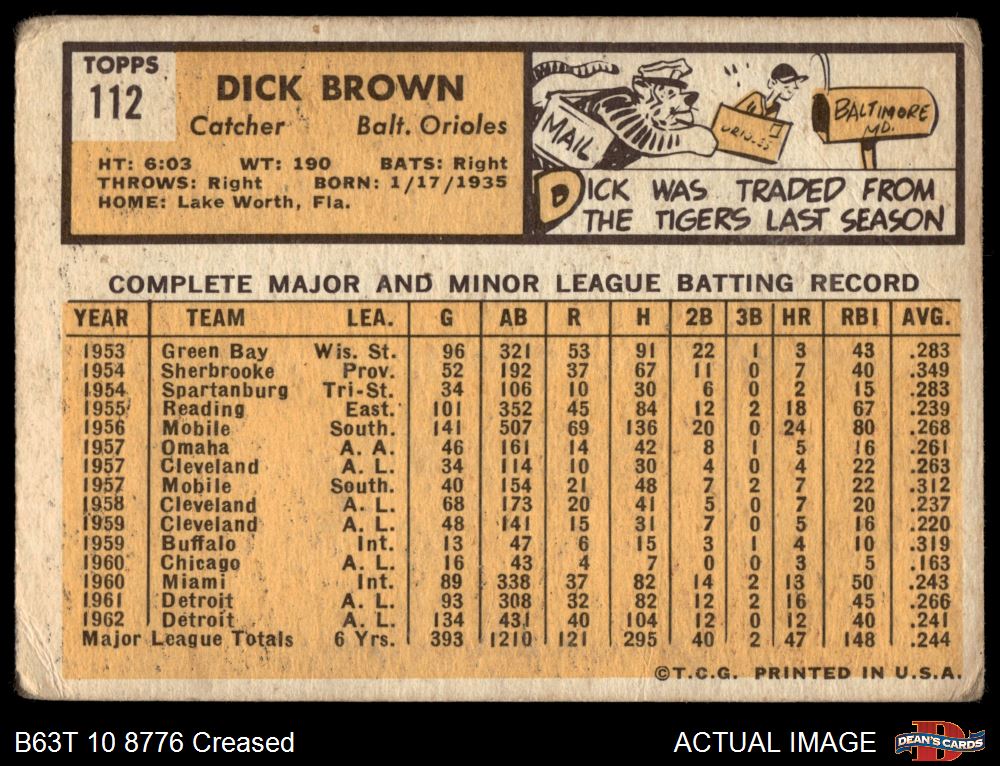 TOPPS
112
DICK BROWN
Catcher Balt. Orioles
HT: 6:03 WT: 190 BATS: Right
THROWS: Right BORN: 1/17/1935
HOME: Lake Worth, Fla.
MAIL
ORIOLES
BALTIMORE
MD.
DICK WAS TRADED FROM
THE TIGERS LAST SEASON
COMPLETE MAJOR AND MINOR LEAGUE BATTING RECORD
YEAR TEAM LEA. G AB R H 2B 3B HR RBI AVG.
1953 Green Bay Wis. St. 96 321 53 91 22 1 3 43 .283
1954 Sherbrooke Prov. 52 192 37 67 11 0 7 40 .349
1954 Spartanburg Tri-St. 34 106 10 30 6 0 2 15 .283
1955 Reading East. 101 352 45 84 12 2 18 67 .239
1956 Mobile South. 141 507 69 136 20 0 24 80 .268
1957 Omaha A. A. 46 161 14 42 8 1 5 16 .261
1957 Cleveland A. L. 34 114 10 30 4 0 4 22 .263
1957 Mobile South. 40 154 21 48 7 2 7 22 .312
1958 Cleveland A. L. 68 173 20 41 5 0 7 20 .237
1959 Cleveland A. L. 48 141 15 31 7 0 5 16 .220
1959 Buffalo Int. 13 47 6 15 3 1 4 10 .319
1960 Chicago A. L. 16 43 4 7 0 0 3 5 .163
1960 Miami Int. 89 338 37 82 14 2 13 50 .243
1961 Detroit A. L. 93 308 32 82 12 2 16 45 .266
1962 Detroit A. L. 134 431 40 104 12 0 12 40 .241
Major League Totals 6 Yrs. 393 1210 121 295 40 2 47 148 .244
©T.C.G. PRINTED IN U.S.A.
B63T 10 8776 Creased
ACTUAL IMAGE
D
DEAN'S CARDS